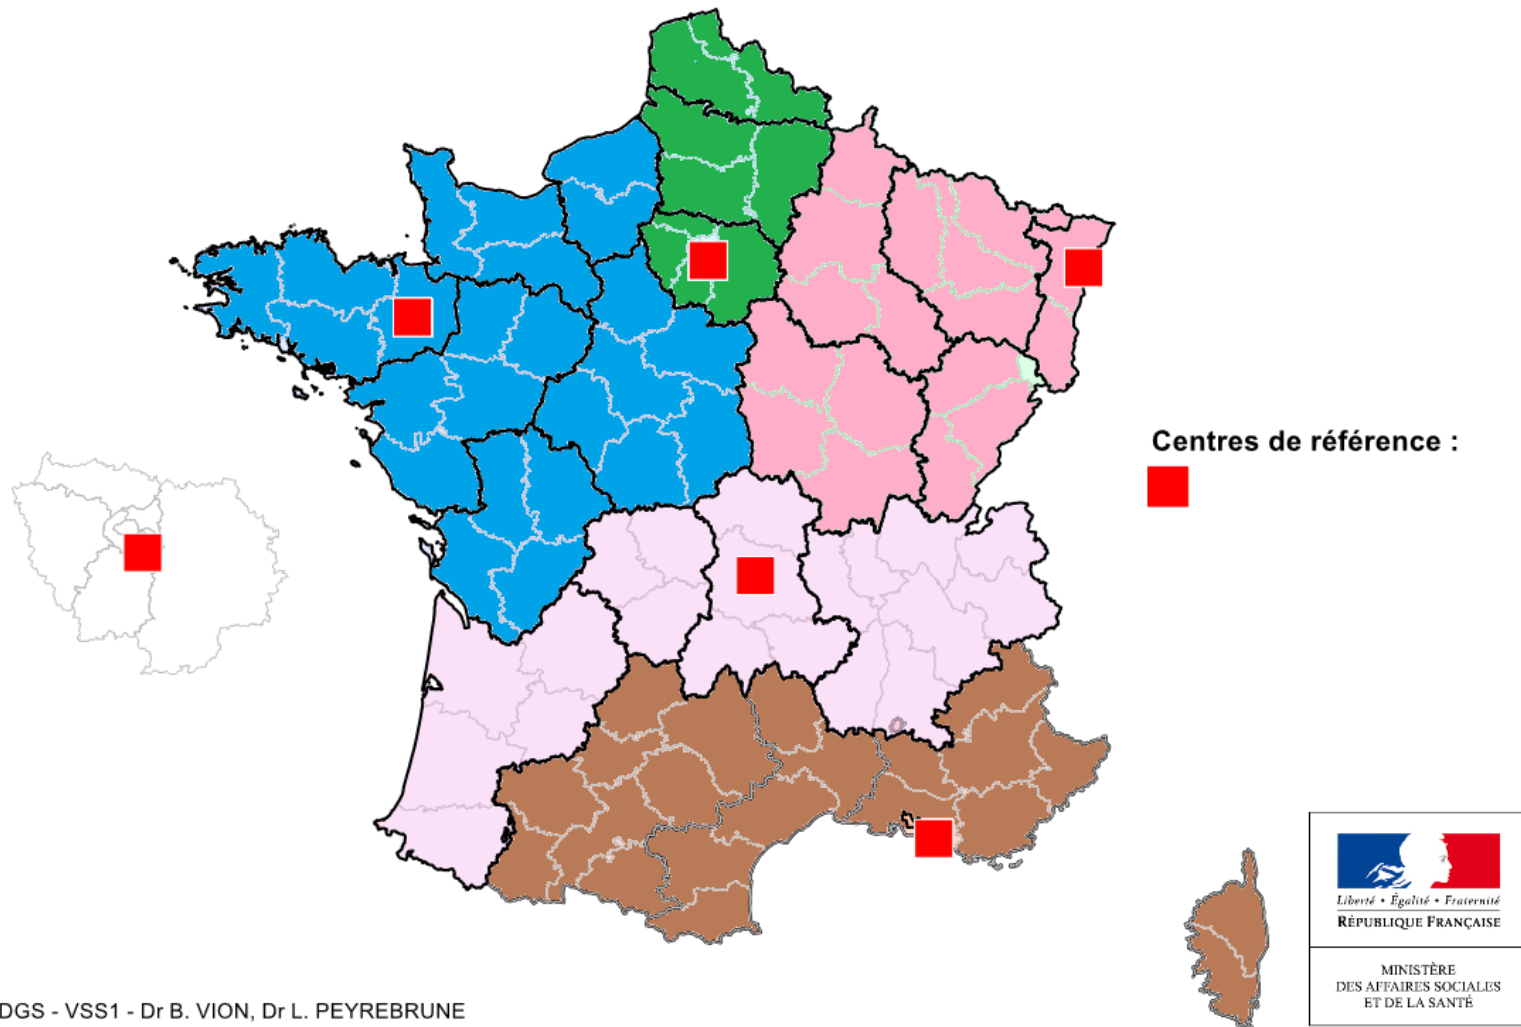 Centres de référence :
Liberté • Égalité • Fraternité
RÉPUBLIQUE FRANÇAISE
MINISTÈRE
DES AFFAIRES SOCIALES
ET DE LA SANTÉ
DGS - VSS1 - Dr B. VION, Dr L. PEYREBRUNE